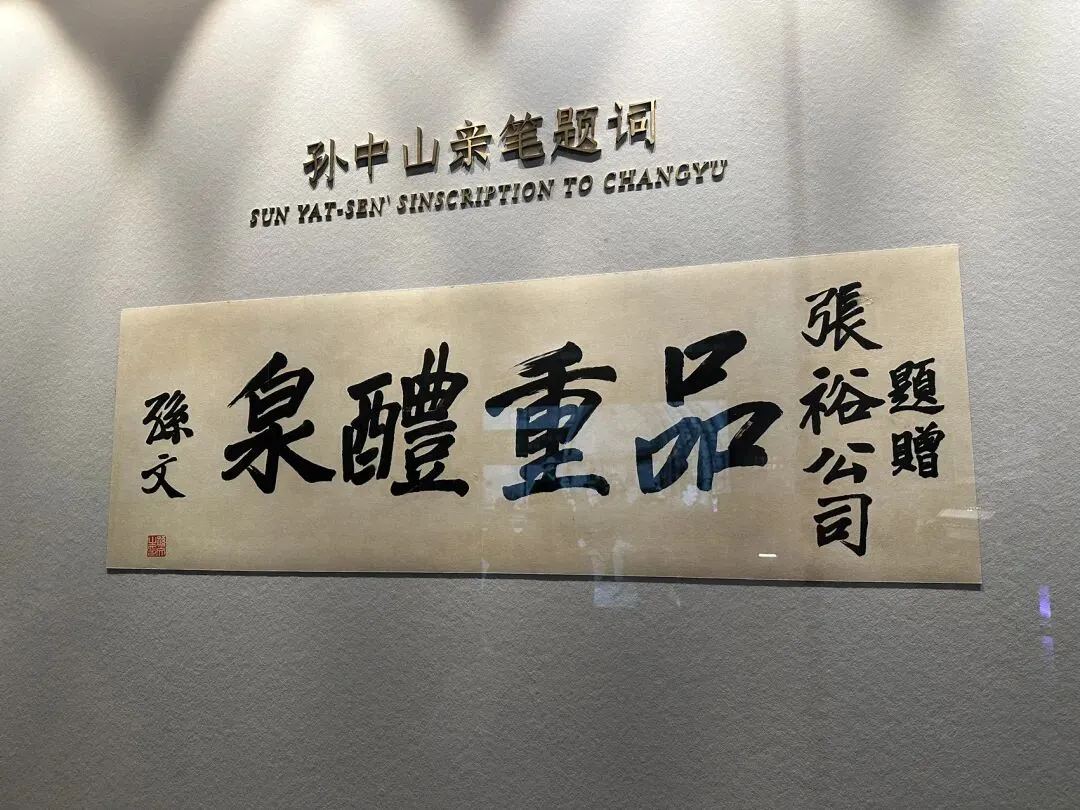 孙中山亲笔题词
SUN YAT-SEN' SINSCRIPTION TO CHANGYU
題贈
張裕公司
品重醴泉
孫文